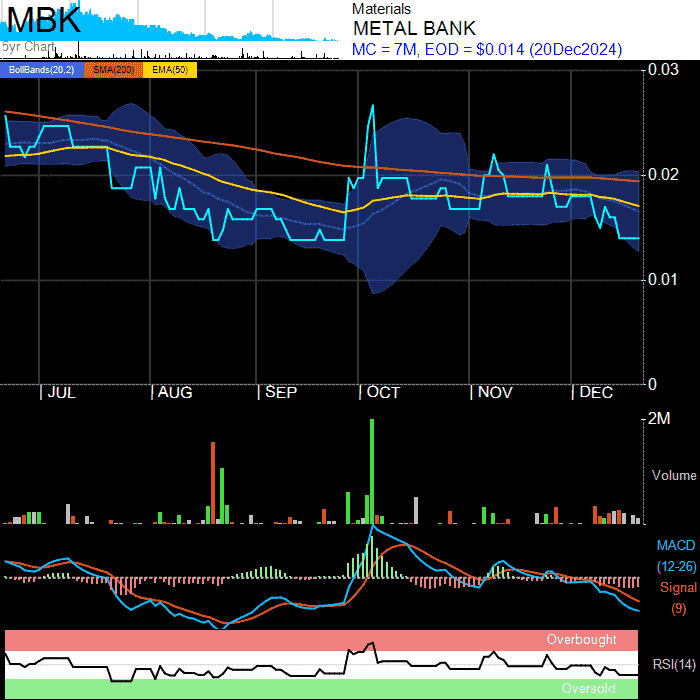 MBK
5yr Chart
Materials
METAL BANK
MC = 7M, EOD = $0.014 (20Dec2024)
BollBands(20,2) SMA(200) EMA(50)
0.03
0.02
0.01
0
| JUL | AUG | SEP | OCT | NOV | DEC
2M
Volume
MACD
(12-26)
Signal
(9)
Overbought
RSI(14)
Oversold